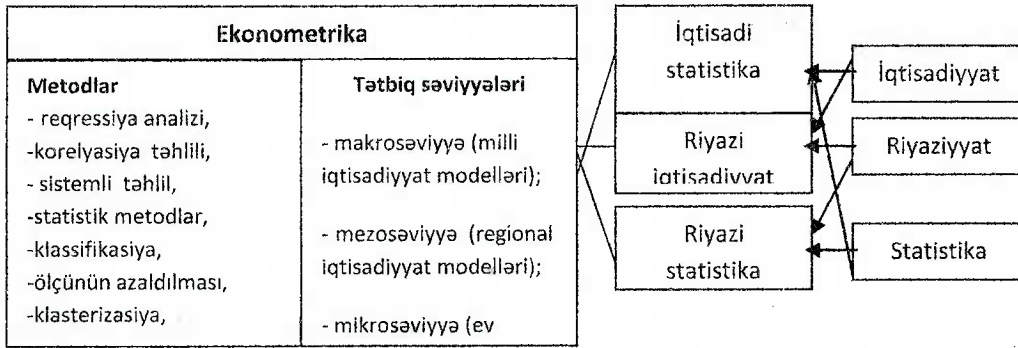 Ekonometrika
Metodlar
- reqressiya analizi,
-korelyasiya təhlili,
- sistemli təhlil,
-statistik metodlar,
-klassifikasiya,
-ölçünün azaldılması,
-klasterizasiya,
Tətbiq səviyyələri
- makrosəviyyə (milli
iqtisadiyyat modelləri);
- mezosəviyyə (regional
iqtisadiyyat modelləri);
- mikrosəviyyə (ev
İqtisadi
statistika
Riyazi
iqtisadiyyat
Riyazi
statistika
İqtisadiyyat
Riyaziyyat
Statistika